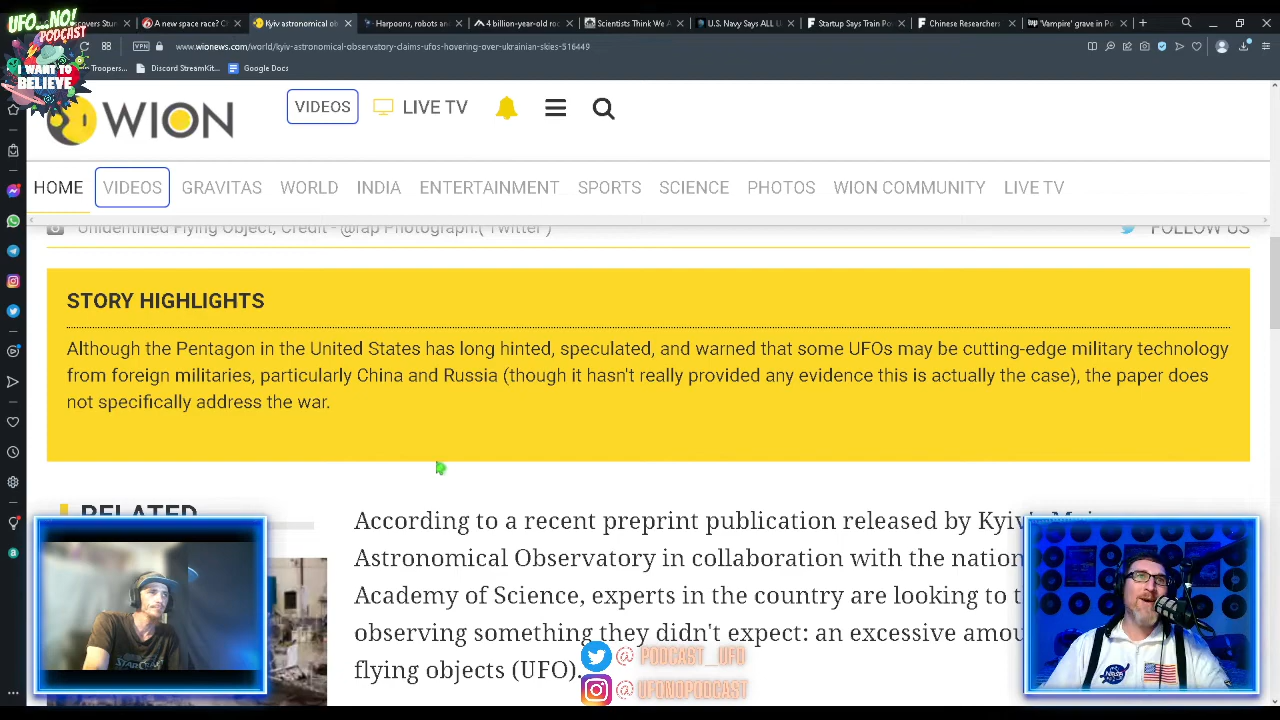 UFO..NO!
PODCAST
I WANT TO
BELIEVE
overs Stun
A new space race? C
Kyiv astronomical ob
Harpoons, robots an
4 billion-year-old ro
Scientists Think We A
U.S. Navy Says ALL U
Startup Says Train Po
Chinese Researchers
'Vampire' grave in Po
VPN
www.wionews.com/world/kyiv-astronomical-observatory-claims-ufos-hovering-over-ukrainian-skies-516449
Troopers...
Discord StreamKit...
Google Docs
WION
VIDEOS
LIVE TV
HOME
VIDEOS
GRAVITAS
WORLD
INDIA
ENTERTAINMENT
SPORTS
SCIENCE
PHOTOS
WION COMMUNITY
LIVE TV
Unidentified Flying Object, Credit - @rap Photograph:( Twitter )
FOLLOW US
STORY HIGHLIGHTS
Although the Pentagon in the United States has long hinted, speculated, and warned that some UFOs may be cutting-edge military technology
from foreign militaries, particularly China and Russia (though it hasn't really provided any evidence this is actually the case), the paper does
not specifically address the war.
RELATED
According to a recent preprint publication released by Kyiv's Main
Astronomical Observatory in collaboration with the nation
Academy of Science, experts in the country are looking to t
observing something they didn't expect: an excessive amou
flying objects (UFO).
@ PODCAST_UFO
@ UFONOPODCAST